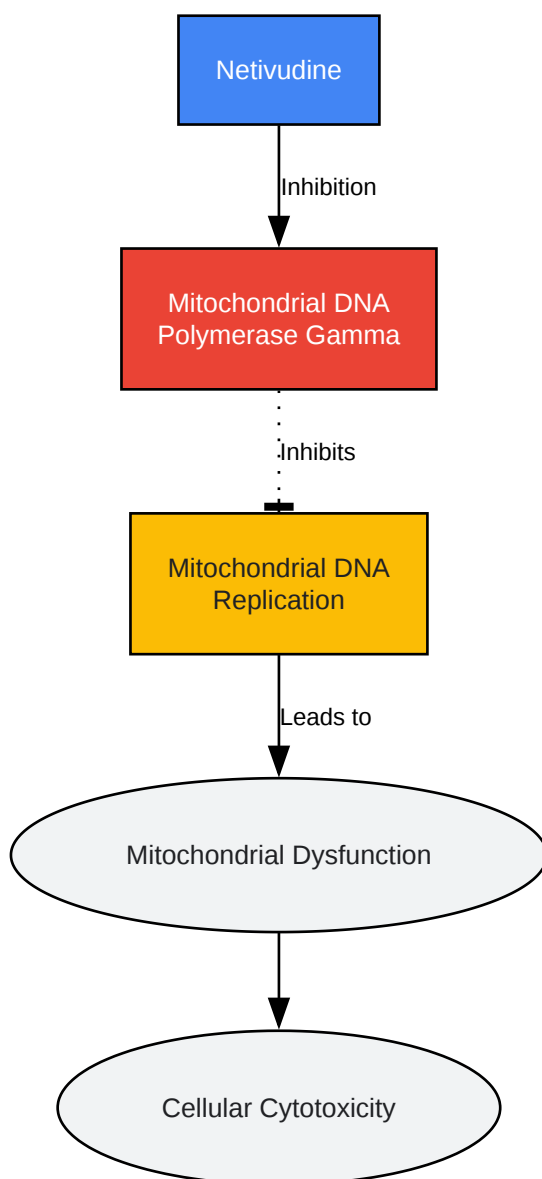 Netivudine
Inhibition
Mitochondrial DNA
Polymerase Gamma
Inhibits
Mitochondrial DNA
Replication
Leads to
Mitochondrial Dysfunction
Cellular Cytotoxicity